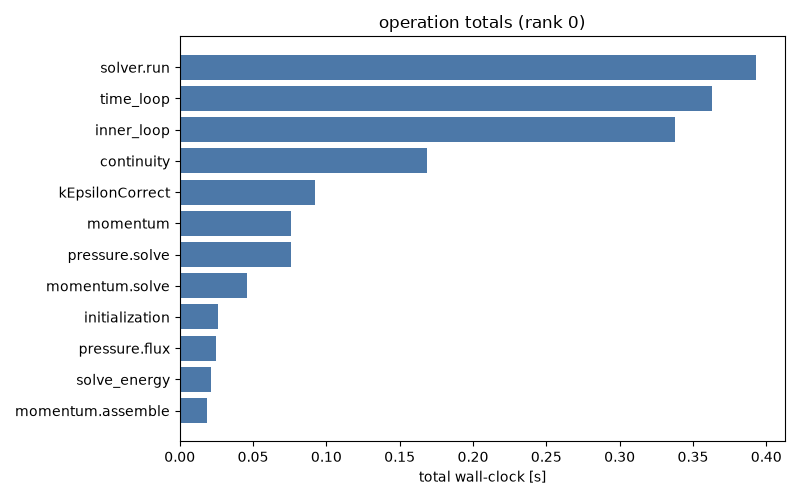 operation totals (rank 0)
solver.run
time_loop
inner_loop
continuity
kEpsilonCorrect
momentum
pressure.solve
momentum.solve
initialization
pressure.flux
solve_energy
momentum.assemble
0.00 0.05 0.10 0.15 0.20 0.25 0.30 0.35 0.40
total wall-clock [s]